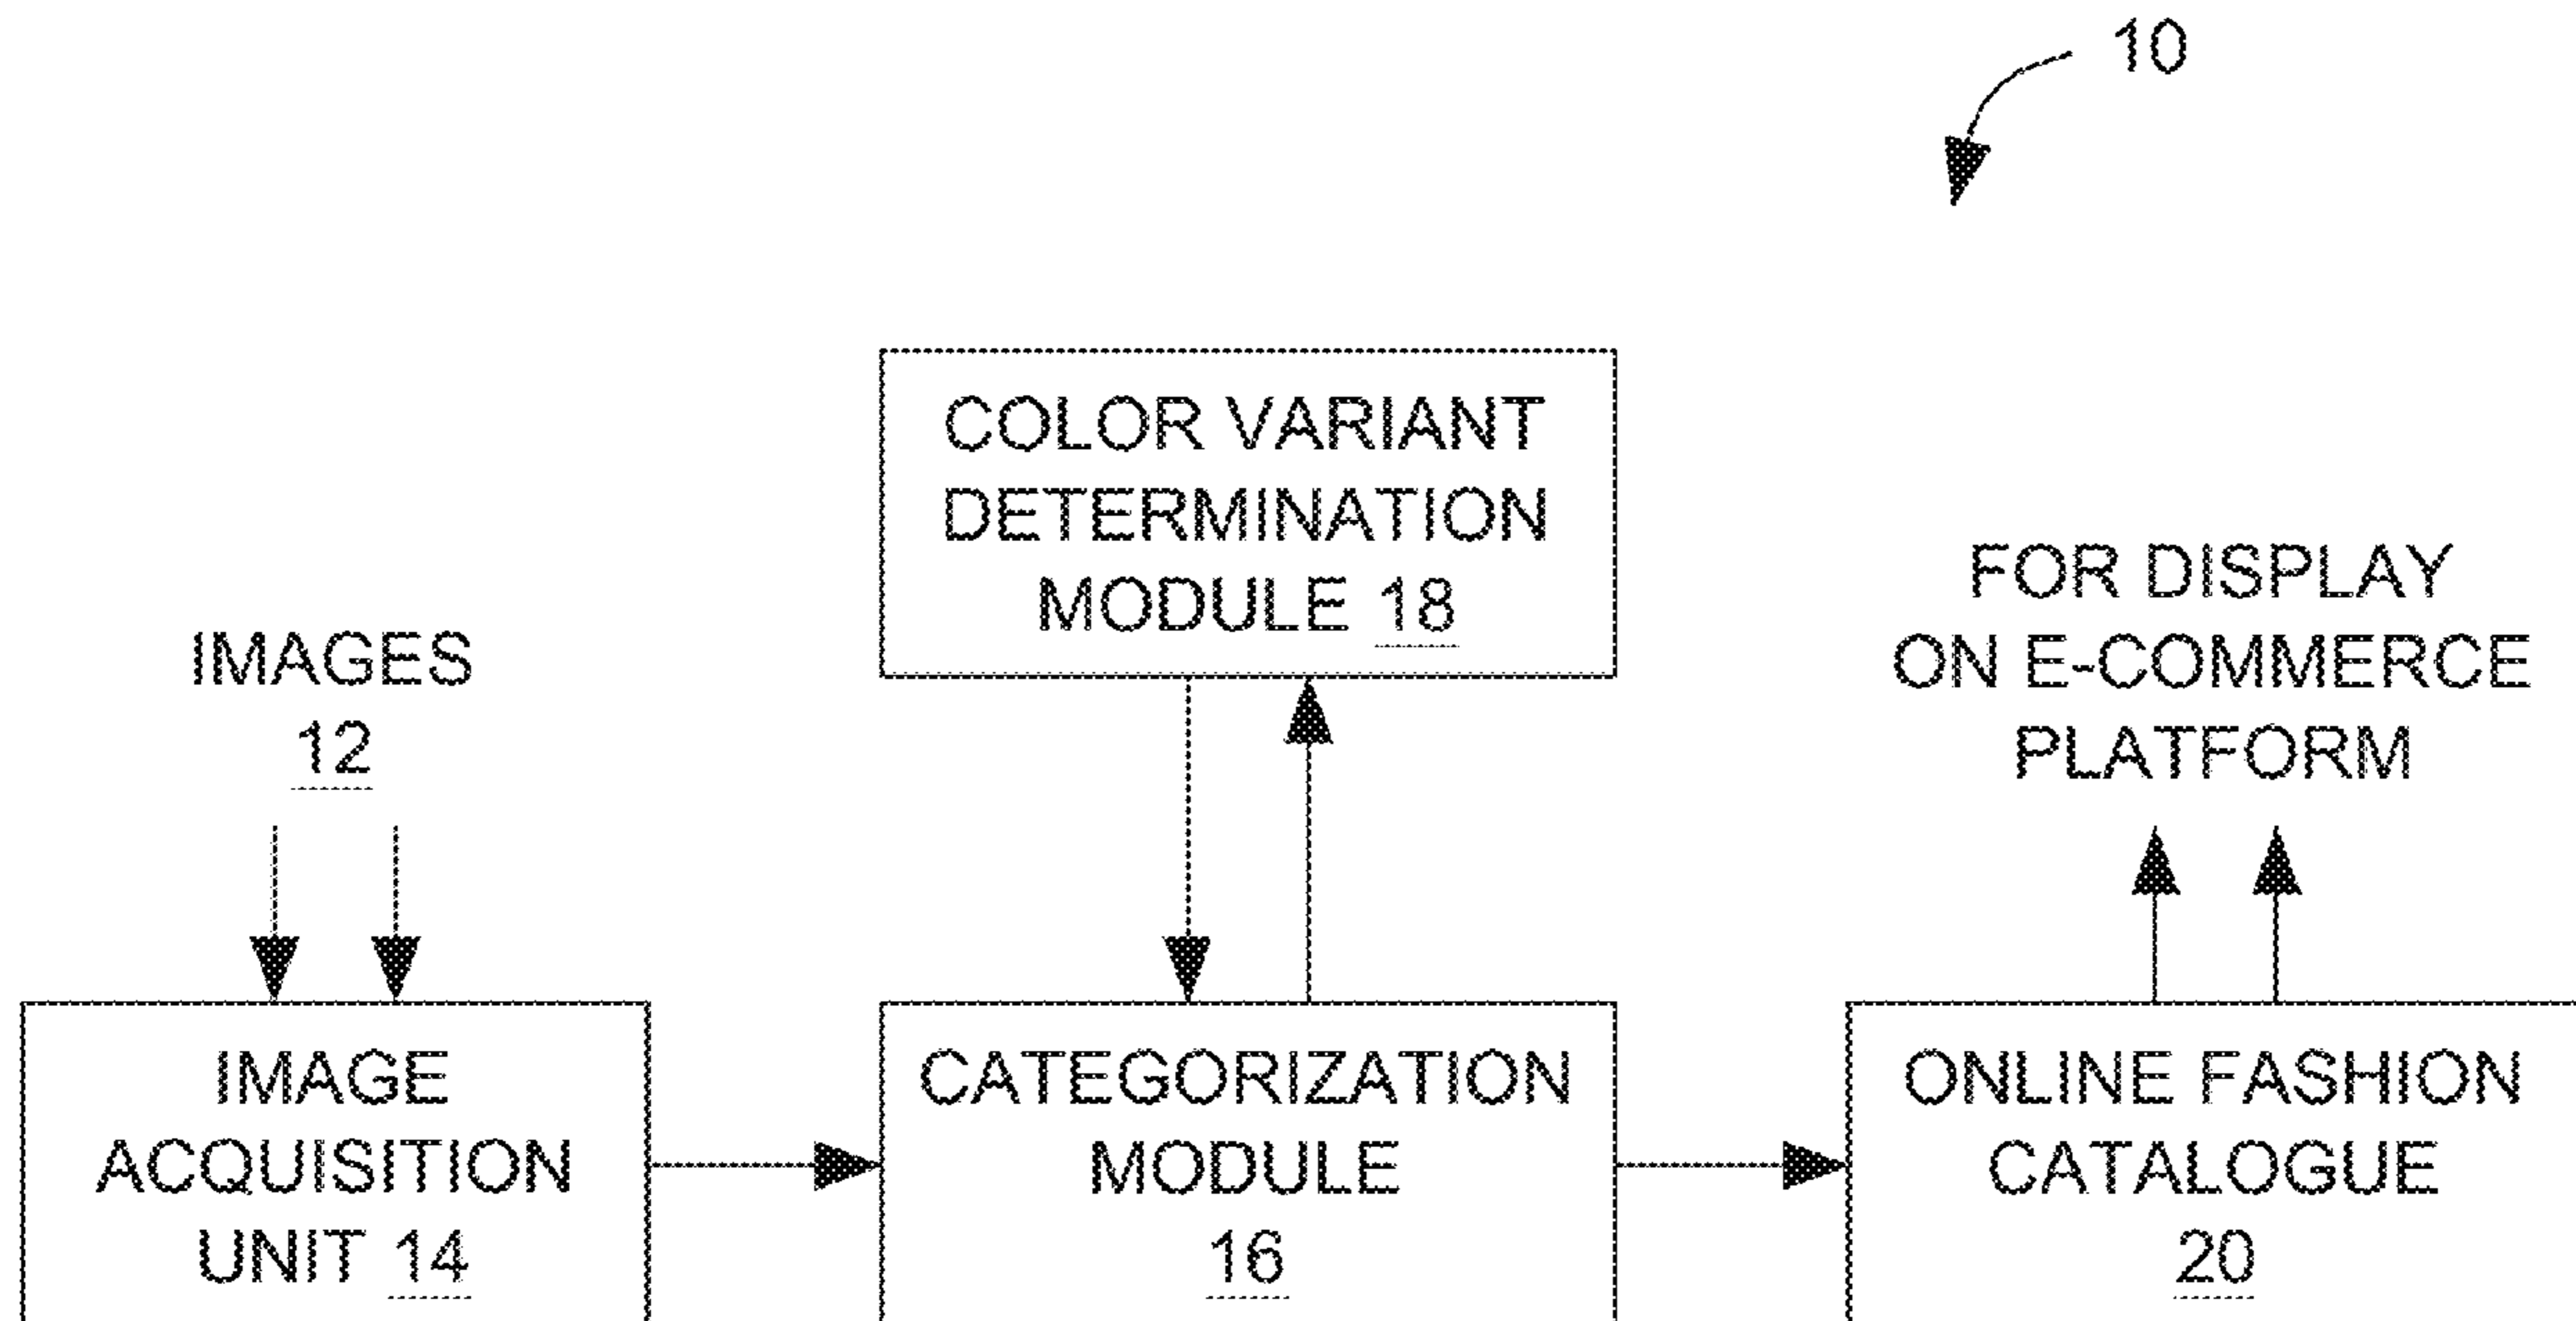 10
COLOR VARIANT
DETERMINATION
MODULE 18
IMAGES
12
FOR DISPLAY
ON E-COMMERCE
PLATFORM
IMAGE
ACQUISITION
UNIT 14
CATEGORIZATION
MODULE
16
ONLINE FASHION
CATALOGUE
20